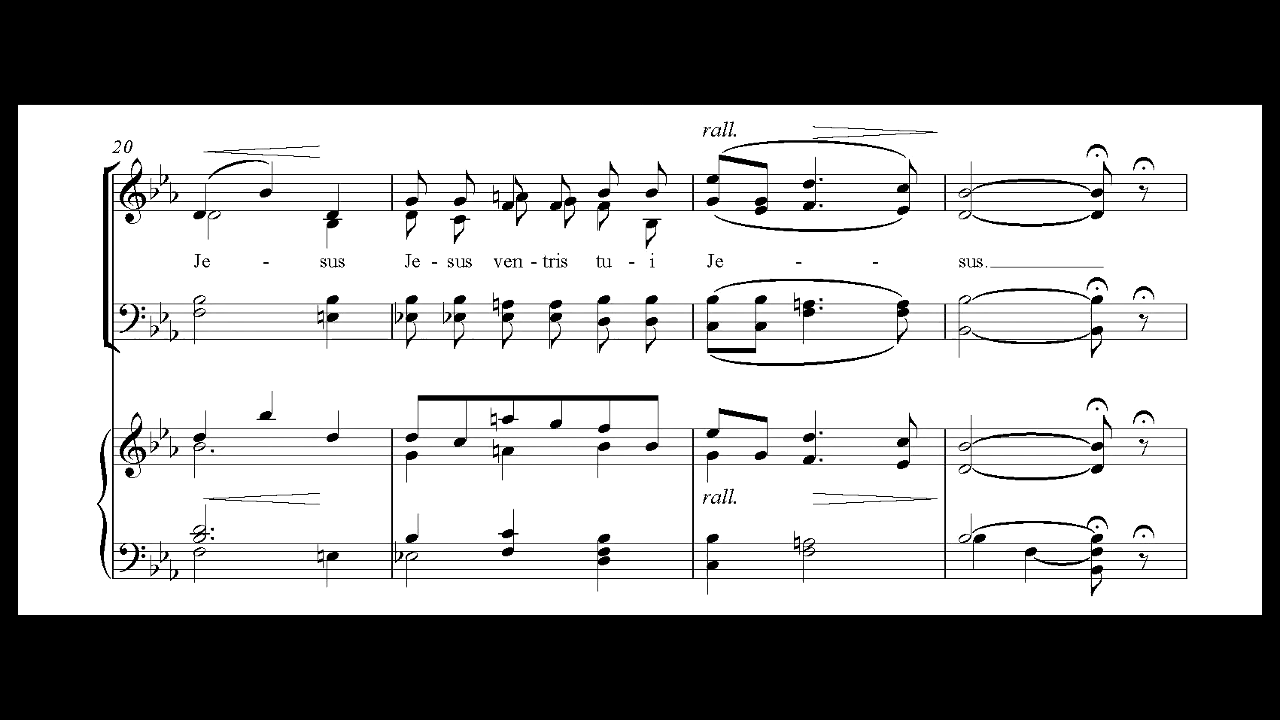 20
rall.
Je - sus Je - sus ven - tris tu - i Je - - sus.
rall.